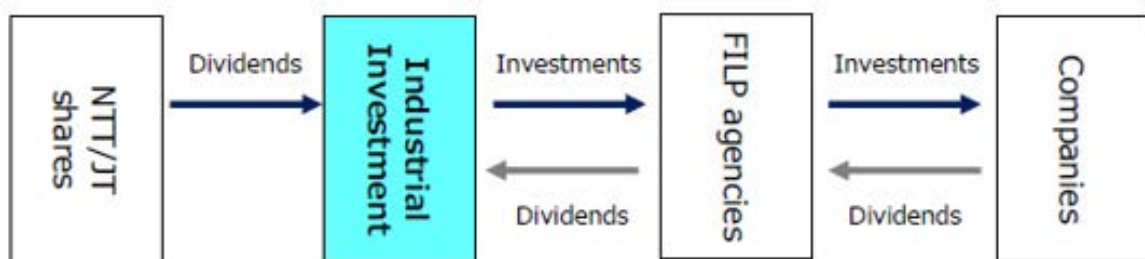 NTT/JT
shares
Dividends
Industrial
Investment
Investments
Dividends
FILP agencies
Investments
Dividends
Companies